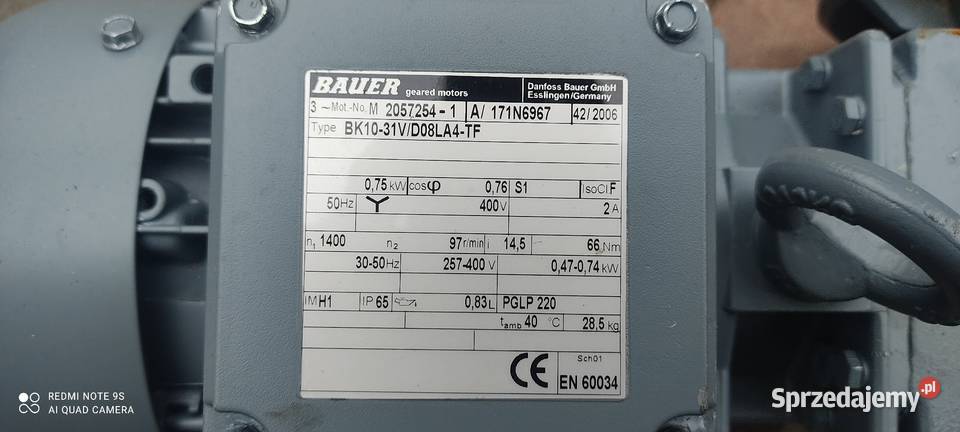 BAUER geared motors Danfoss Bauer GmbH
Esslingen/Germany
3 ~ Mot.-No. M 2057254-1 A/ 171N6967 42/2006
Type BK10-31V/D08LA4-TF
0,75 kW cosφ 0,76 S1 IsoCl F
50Hz Y 400V 2 A
n1 1400 n2 97r/min i 14,5 66 Nm
30-50Hz 257-400 V 0,47-0,74 kW
IM H1 IP 65 0,83 L PGLP 220
tamb 40 °C 28,5 kg
Sch01
CE EN 60034
REDMI NOTE 9S
AI QUAD CAMERA
Sprzedajemy.pl